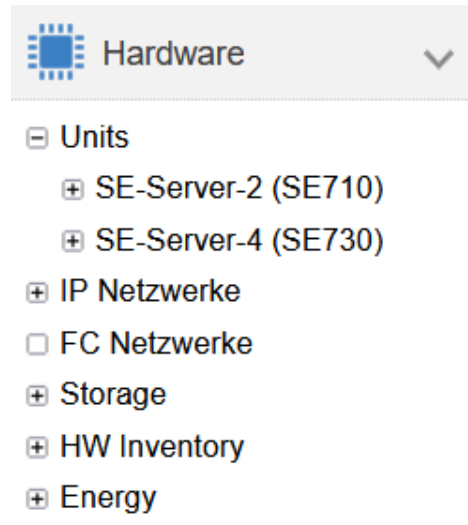 Hardware
Units
SE-Server-2 (SE710)
SE-Server-4 (SE730)
IP Netzwerke
FC Netzwerke
Storage
HW Inventory
Energy